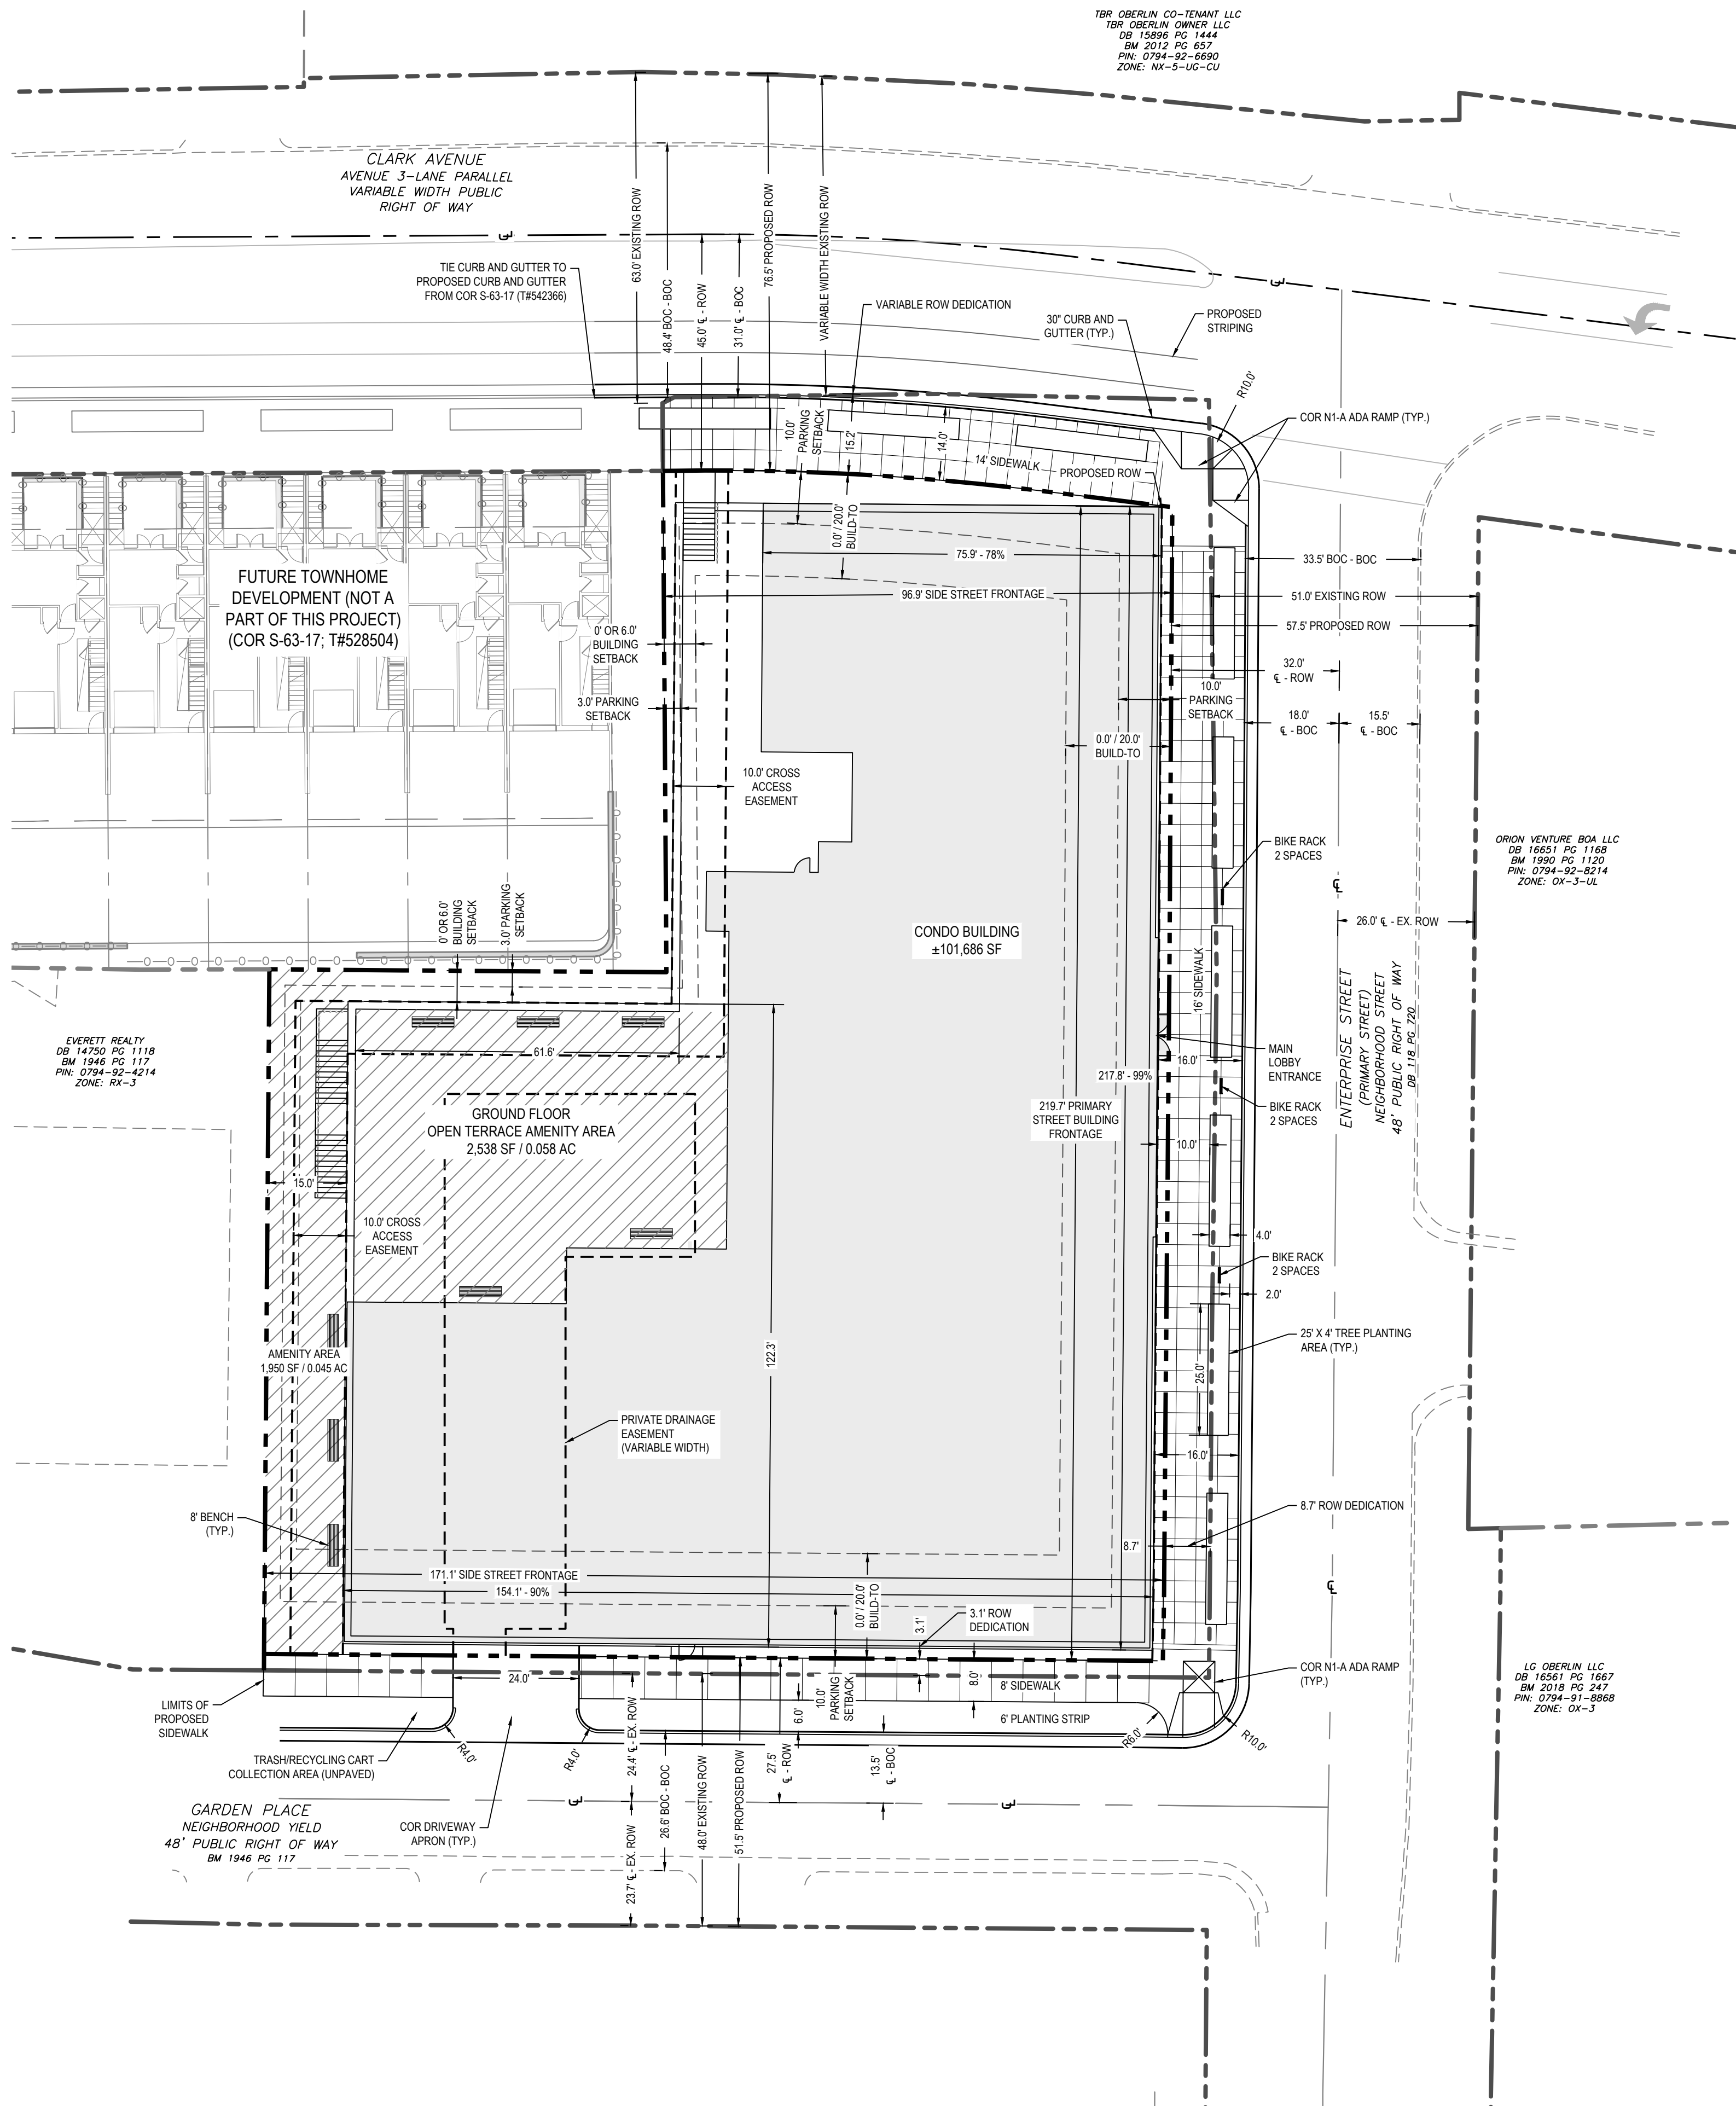 TBR OBERLIN CO-TENANT LLC
TBR OBERLIN OWNER LLC
DB 15896 PG 1444
BM 2012 PG 657
PIN: 0794-92-6690
ZONE: NX-5-UG-CU
CLARK AVENUE
AVENUE 3-LANE PARALLEL
VARIABLE WIDTH PUBLIC
RIGHT OF WAY
63.0' EXISTING ROW
48.4' BOC - BOC
45.0' ℄ - ROW
31.0' ℄ - BOC
76.5' PROPOSED ROW
VARIABLE WIDTH EXISTING ROW
TIE CURB AND GUTTER TO
PROPOSED CURB AND GUTTER
FROM COR S-63-17 (T#542366)
VARIABLE ROW DEDICATION
30" CURB AND
GUTTER (TYP.)
PROPOSED
STRIPING
R10.0'
COR N1-A ADA RAMP (TYP.)
10.0'
PARKING
SETBACK
15.2'
14.0'
14' SIDEWALK
PROPOSED ROW
0.0' / 20.0'
BUILD-TO
75.9' - 78%
96.9' SIDE STREET FRONTAGE
33.5' BOC - BOC
51.0' EXISTING ROW
57.5' PROPOSED ROW
32.0'
℄ - ROW
10.0'
PARKING
SETBACK
18.0'
℄ - BOC
15.5'
℄ - BOC
0.0' / 20.0'
BUILD-TO
FUTURE TOWNHOME
DEVELOPMENT (NOT A
PART OF THIS PROJECT)
(COR S-63-17; T#528504)
0' OR 6.0'
BUILDING
SETBACK
3.0' PARKING
SETBACK
10.0' CROSS
ACCESS
EASEMENT
BIKE RACK
2 SPACES
ORION VENTURE BOA LLC
DB 16651 PG 1168
BM 1990 PG 1120
PIN: 0794-92-8214
ZONE: OX-3-UL
26.0' ℄ - EX. ROW
0' OR 6.0'
BUILDING
SETBACK
3.0' PARKING
SETBACK
CONDO BUILDING
±101,686 SF
16' SIDEWALK
ENTERPRISE STREET
(PRIMARY STREET)
NEIGHBORHOOD STREET
48' PUBLIC RIGHT OF WAY
DB 1118 PG 720
EVERETT REALTY
DB 14750 PG 1118
BM 1946 PG 117
PIN: 0794-92-4214
ZONE: RX-3
61.6'
MAIN
LOBBY
ENTRANCE
16.0'
217.8' - 99%
219.7' PRIMARY
STREET BUILDING
FRONTAGE
BIKE RACK
2 SPACES
GROUND FLOOR
OPEN TERRACE AMENITY AREA
2,538 SF / 0.058 AC
10.0'
15.0'
10.0' CROSS
ACCESS
EASEMENT
4.0'
BIKE RACK
2 SPACES
2.0'
25' X 4' TREE PLANTING
AREA (TYP.)
AMENITY AREA
1,950 SF / 0.045 AC
122.3'
25.0'
PRIVATE DRAINAGE
EASEMENT
(VARIABLE WIDTH)
16.0'
8.7' ROW DEDICATION
8' BENCH
(TYP.)
8.7'
171.1' SIDE STREET FRONTAGE
154.1' - 90%
0.0' / 20.0'
BUILD-TO
3.1'
3.1' ROW
DEDICATION
24.0'
10.0'
PARKING
SETBACK
8.0'
8' SIDEWALK
COR N1-A ADA RAMP
(TYP.)
LG OBERLIN LLC
DB 16561 PG 1667
BM 2018 PG 247
PIN: 0794-91-8868
ZONE: OX-3
LIMITS OF
PROPOSED
SIDEWALK
6.0'
6' PLANTING STRIP
R6.0'
R10.0'
TRASH/RECYCLING CART
COLLECTION AREA (UNPAVED)
R4.0'
R4.0'
24.4' ℄ - EX. ROW
26.6' BOC - BOC
48.0' EXISTING ROW
51.5' PROPOSED ROW
27.5'
℄ - ROW
13.5'
℄ - BOC
GARDEN PLACE
NEIGHBORHOOD YIELD
48' PUBLIC RIGHT OF WAY
BM 1946 PG 117
COR DRIVEWAY
APRON (TYP.)
23.7' ℄ - EX. ROW